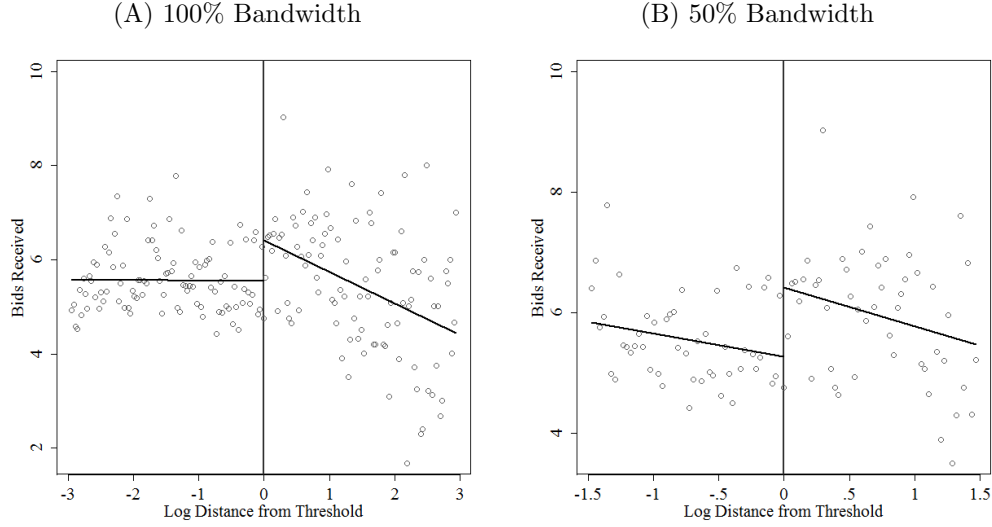 (A) 100% Bandwidth
10
8
6
4
2
Bids Received
-3 -2 -1 0 1 2 3
Log Distance from Threshold
(B) 50% Bandwidth
10
8
6
4
Bids Received
-1.5 -1 -.5 0 .5 1 1.5
Log Distance from Threshold